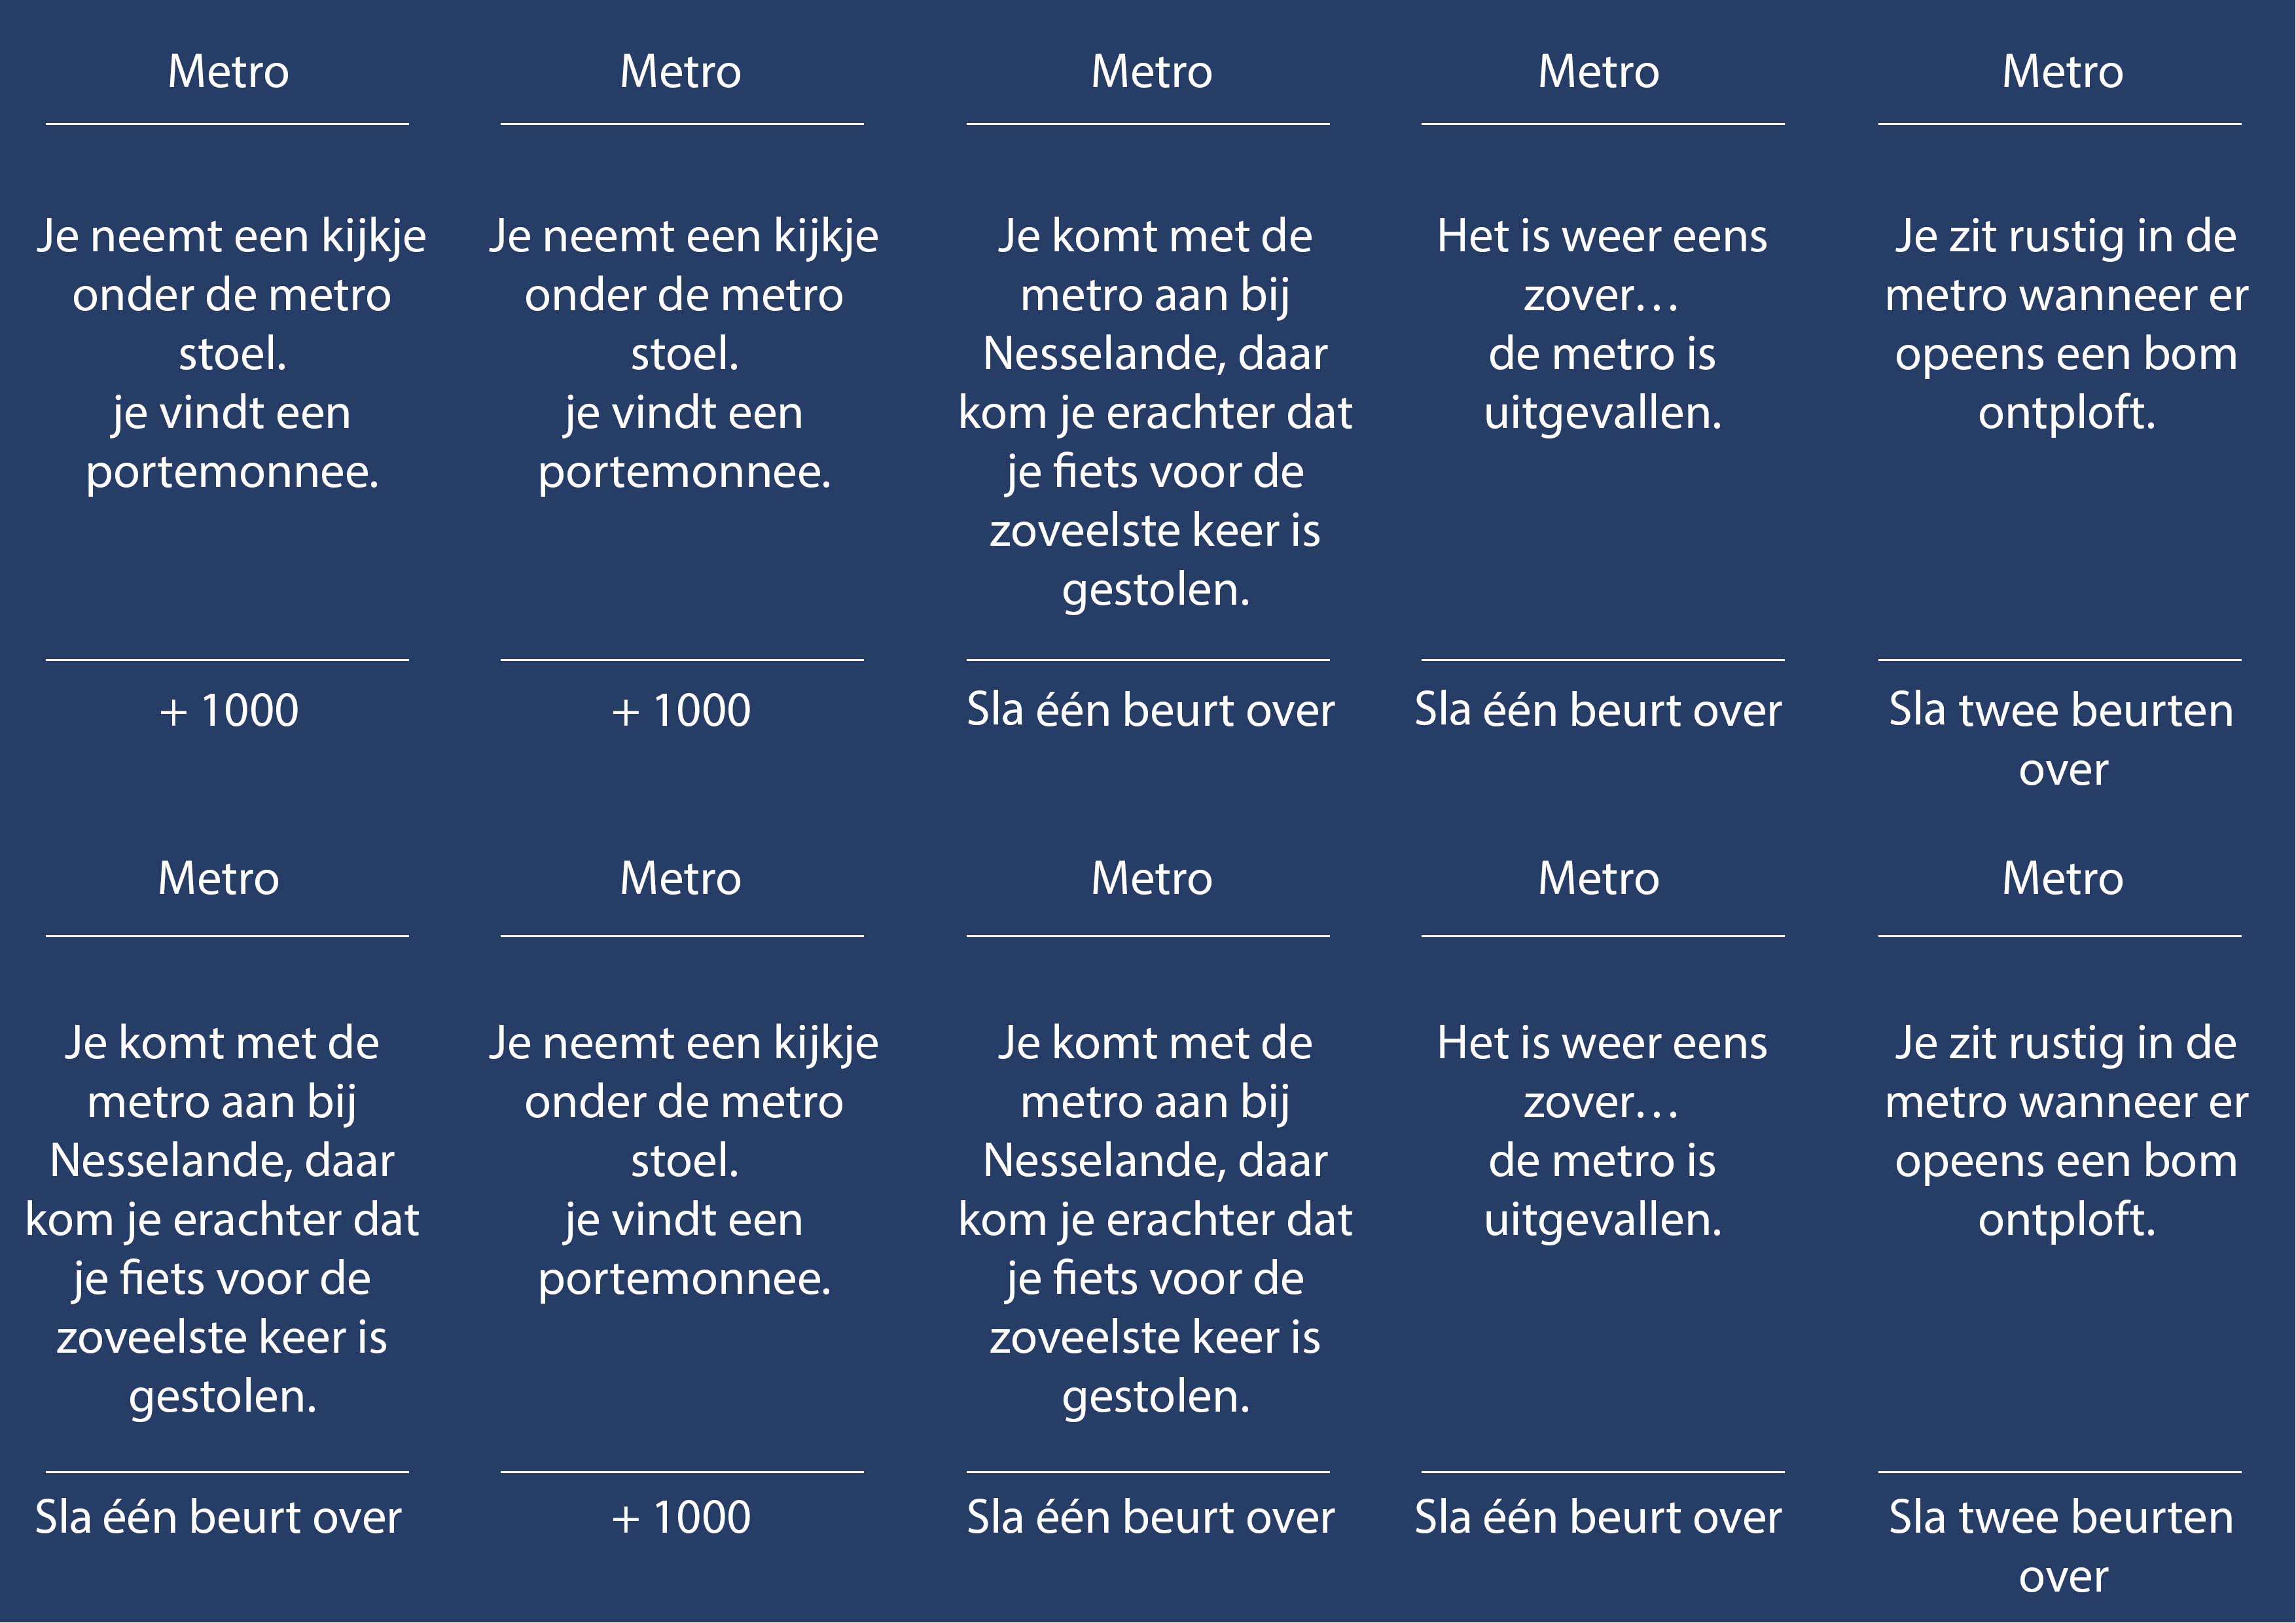 Metro
Je neemt een kijkje
onder de metro
stoel.
je vindt een
portemonnee.
+ 1000
Metro
Je neemt een kijkje
onder de metro
stoel.
je vindt een
portemonnee.
+ 1000
Metro
Je komt met de
metro aan bij
Nesselande, daar
kom je erachter dat
je fiets voor de
zoveelste keer is
gestolen.
Sla één beurt over
Metro
Het is weer eens
zover...
de metro is
uitgevallen.
Sla één beurt over
Metro
Je zit rustig in de
metro wanneer er
opeens een bom
ontploft.
Sla twee beurten
over
Metro
Je komt met de
metro aan bij
Nesselande, daar
kom je erachter dat
je fiets voor de
zoveelste keer is
gestolen.
Sla één beurt over
Metro
Je neemt een kijkje
onder de metro
stoel.
je vindt een
portemonnee.
+ 1000
Metro
Je komt met de
metro aan bij
Nesselande, daar
kom je erachter dat
je fiets voor de
zoveelste keer is
gestolen.
Sla één beurt over
Metro
Het is weer eens
zover...
de metro is
uitgevallen.
Sla één beurt over
Metro
Je zit rustig in de
metro wanneer er
opeens een bom
ontploft.
Sla twee beurten
over